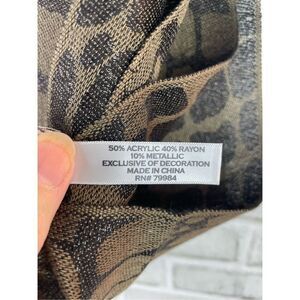 50% ACRYLIC 40% RAYON
10% METALLIC
EXCLUSIVE OF DECORATION
MADE IN CHINA
RN# 79984